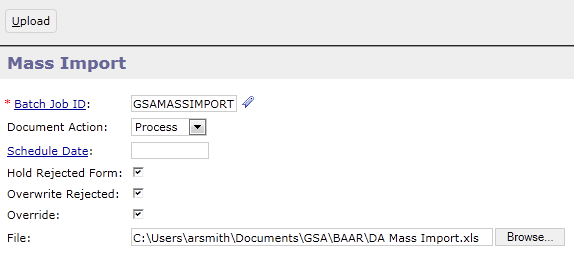 Upload
Mass Import
* Batch Job ID: GSAMASSIMPORT
Document Action: Process
Schedule Date:
Hold Rejected Form:
Overwrite Rejected:
Override:
File: C:\Users\arsmith\Documents\GSA\BAAR\DA Mass Import.xls Browse...